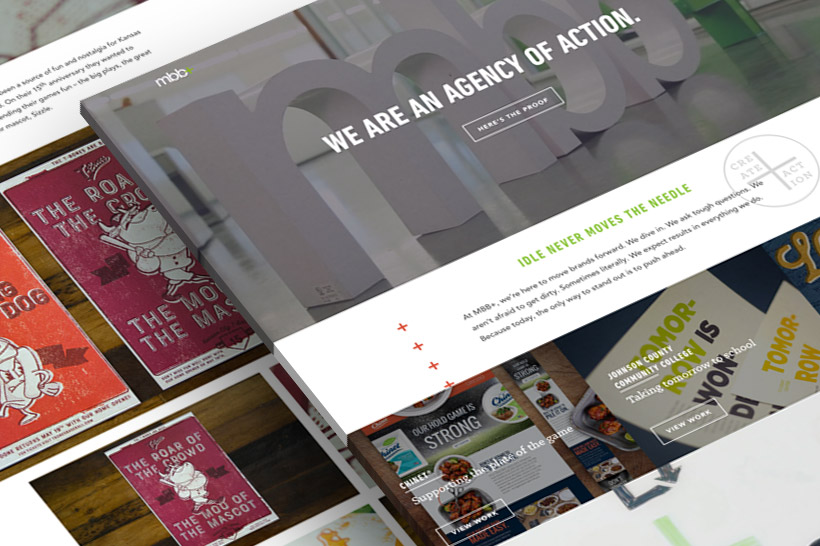 been a source of fun and nostalgia for Kansas
On their 15th anniversary they wanted to
ending their games fun – the big plays, the great
mascot, Sizzle.
mbb+
WE ARE AN AGENCY OF ACTION.
HERE'S THE PROOF
CRE
ATE
ACT
ION
IDLE NEVER MOVES THE NEEDLE
At MBB+, we're here to move brands forward. We dive in. We ask tough questions. We
aren't afraid to get dirty. Sometimes literally. We expect results in everything we do.
Because today, the only way to stand out is to push ahead.
T-Bones
THE ROAR OF
THE CROWD
THE MOO OF
THE MASCOT
DOG
THE ROAR OF
THE CROWD
THE MOO OF
THE MASCOT
Chinet
OUR HOLD GAME IS
STRONG
STRONG
CHINET
Supporting the plate of the game
VIEW WORK
MADE EASY.
TOMOR-
ROW IS
WON
JOHNSON COUNTY
COMMUNITY COLLEGE
Taking tomorrow to school
VIEW WORK
TOMOR-
ROW